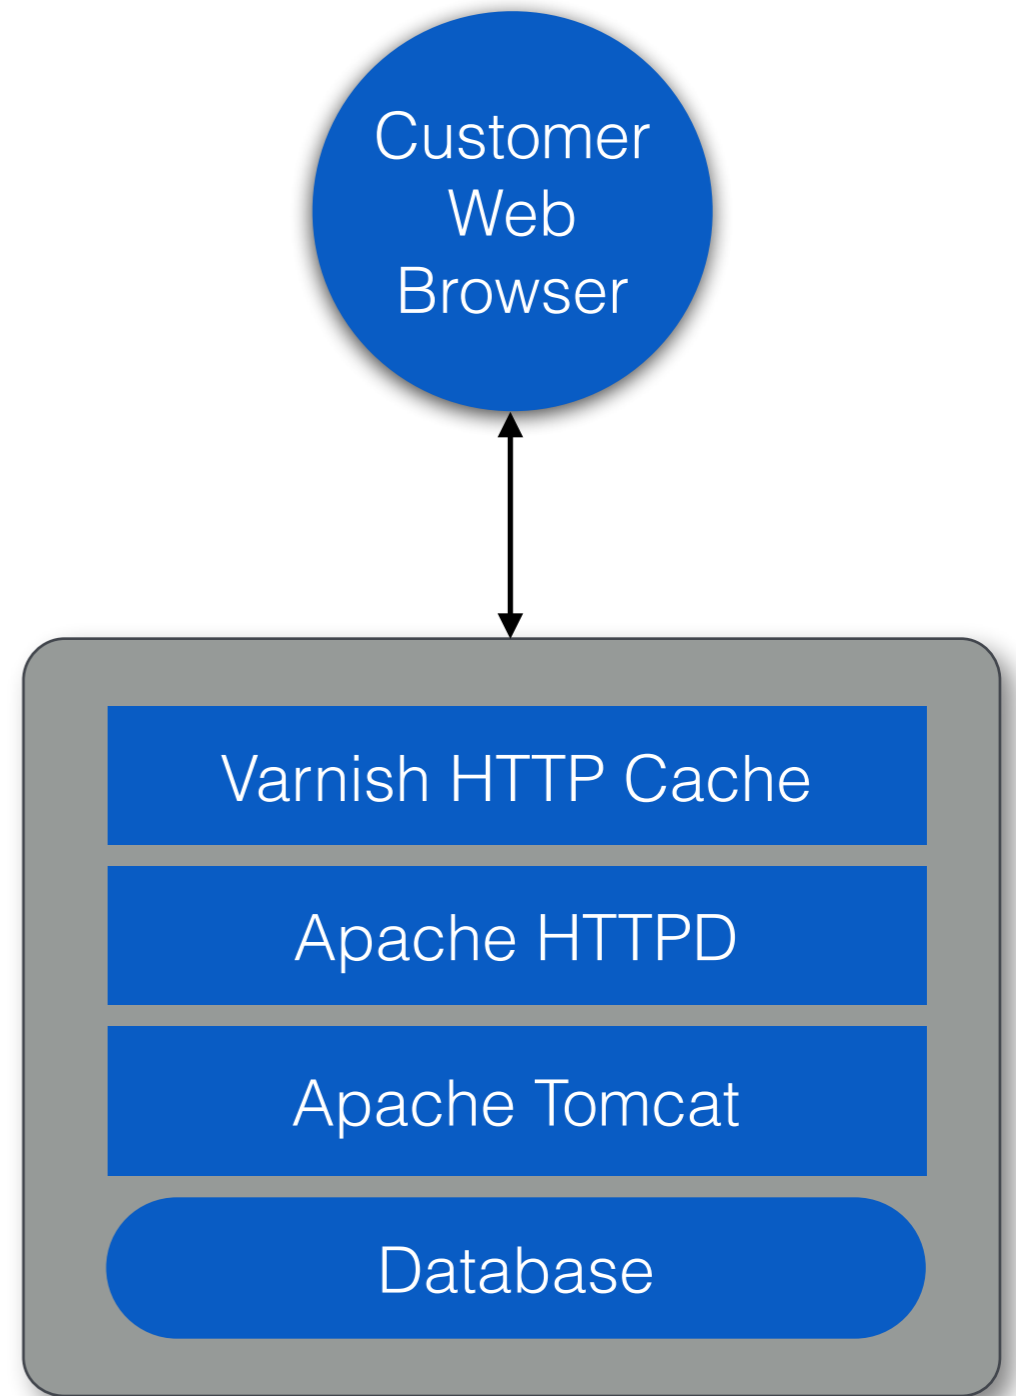 Customer
Web
Browser
Varnish HTTP Cache
Apache HTTPD
Apache Tomcat
Database